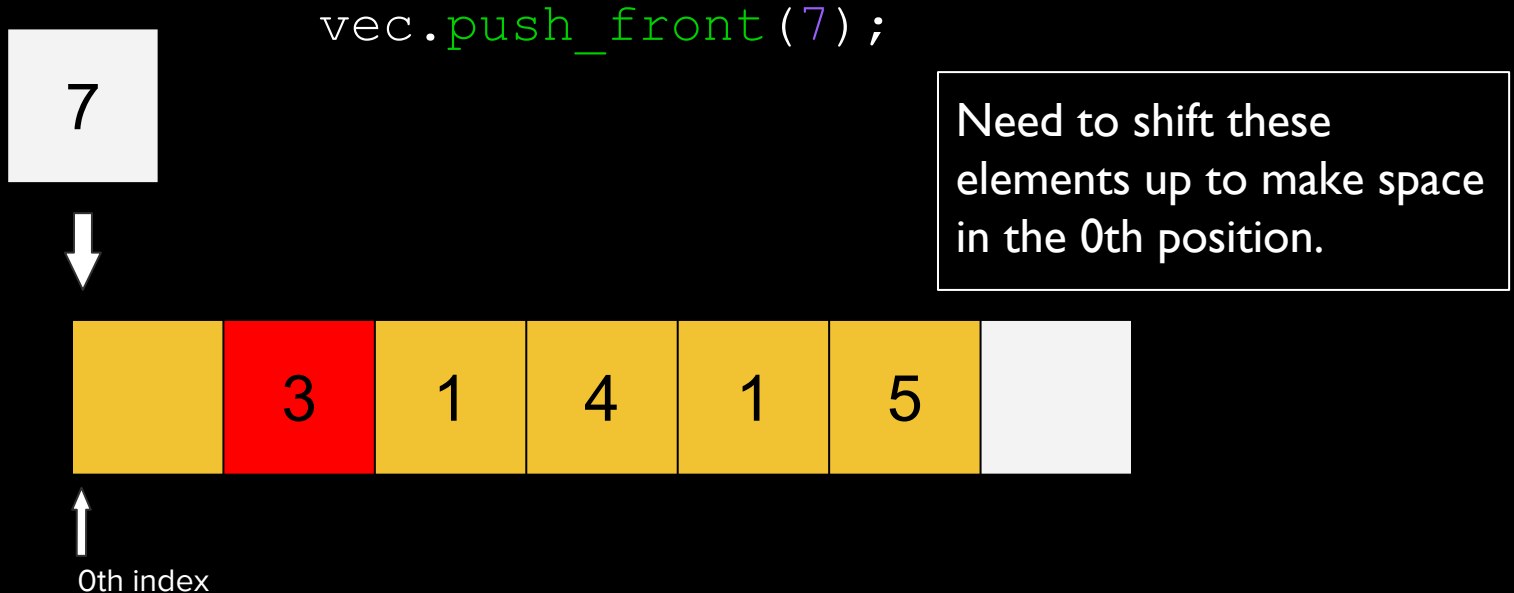 vec.push_front(7);
7
Need to shift these
elements up to make space
in the 0th position.
3 1 4 1 5
0th index